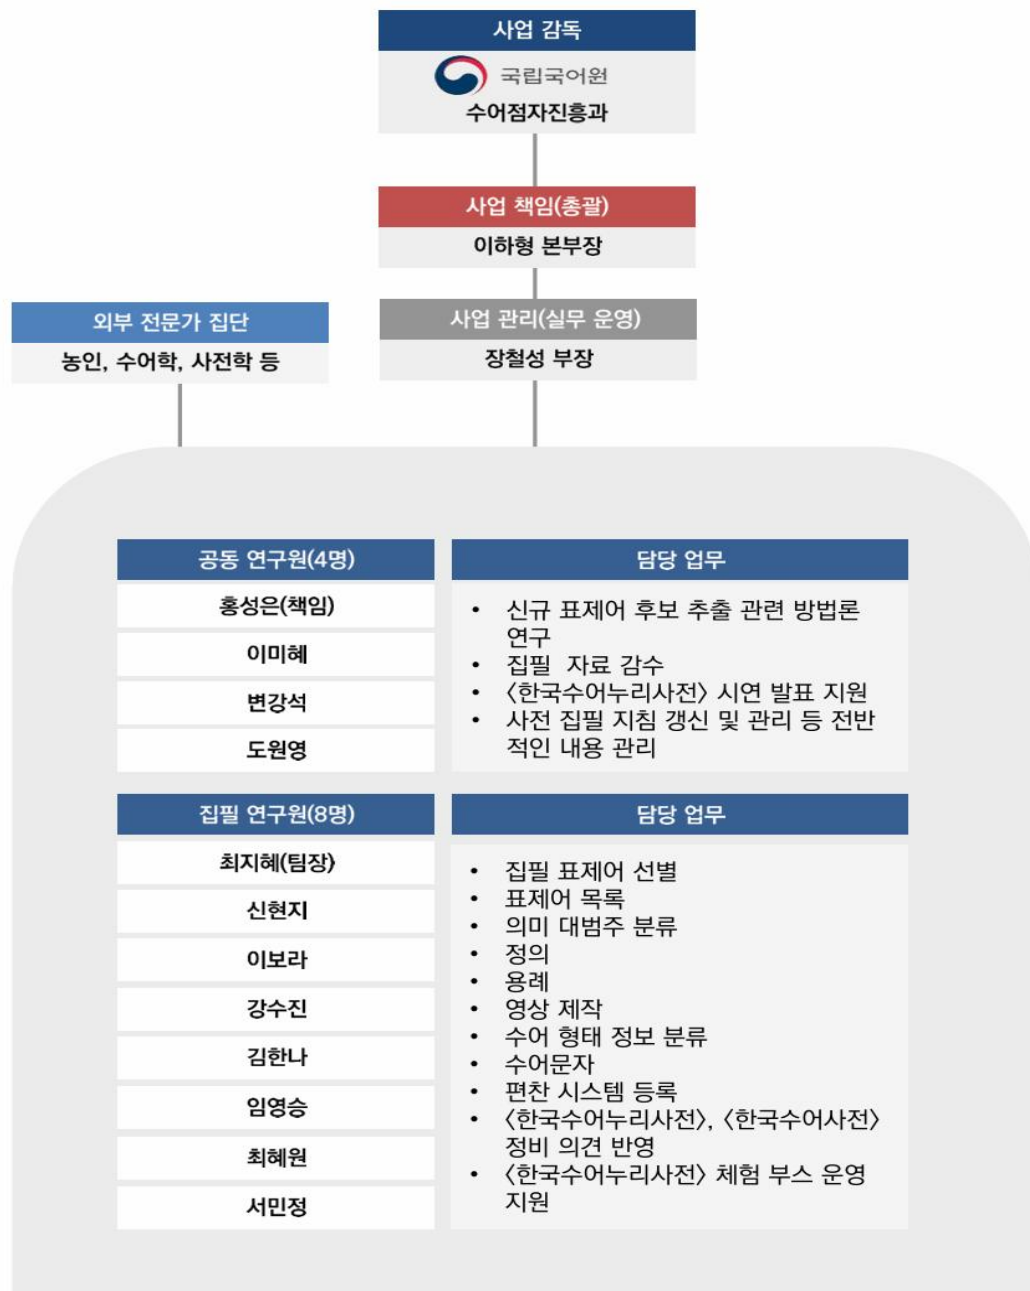 사업 감독
국립국어원
수어점자진흥과
사업 책임(총괄)
이하형 본부장
외부 전문가 집단
농인, 수어학, 사전학 등
사업 관리(실무 운영)
장철성 부장
공동 연구원(4명)
홍성은(책임)
이미혜
변강석
도원영
담당 업무
• 신규 표제어 후보 추출 관련 방법론
연구
• 집필 자료 감수
• 〈한국수어누리사전〉 시연 발표 지원
• 사전 집필 지침 갱신 및 관리 등 전반
적인 내용 관리
집필 연구원(8명)
최지혜(팀장)
신현지
이보라
강수진
김한나
임영승
최혜원
서민정
담당 업무
• 집필 표제어 선별
• 표제어 목록
• 의미 대범주 분류
• 정의
• 용례
• 영상 제작
• 수어 형태 정보 분류
• 수어문자
• 편찬 시스템 등록
• 〈한국수어누리사전〉, 〈한국수어사전〉
정비 의견 반영
• 〈한국수어누리사전〉 체험 부스 운영
지원